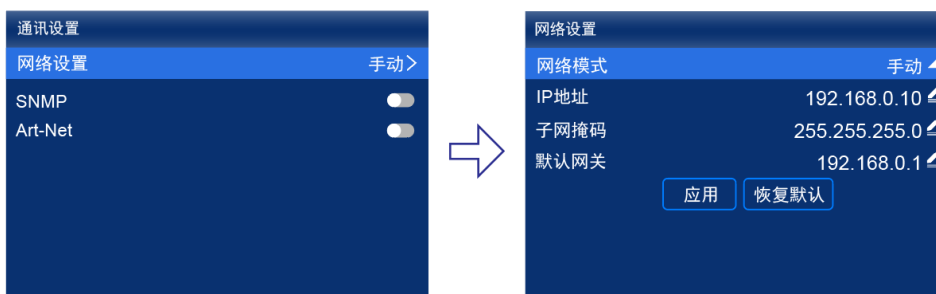 通讯设置
网络设置 手动
SNMP
Art-Net
网络设置
网络模式 手动
IP地址 192.168.0.10
子网掩码 255.255.255.0
默认网关 192.168.0.1
应用 恢复默认